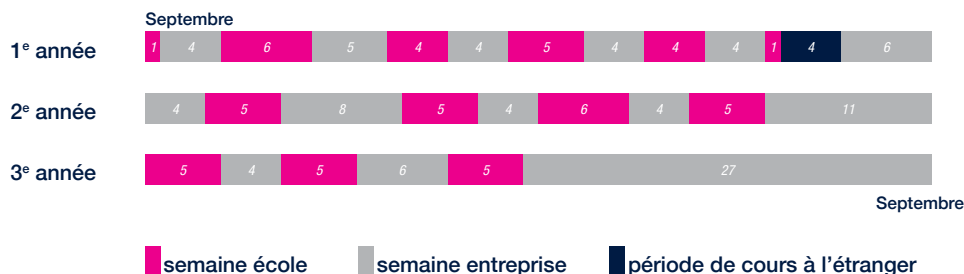 Septembre
1e année 1 4 6 5 4 4 5 4 4 4 1 4 6
2e année 4 5 8 5 4 6 4 5 11
3e année 5 4 5 6 5 27
Septembre
semaine école semaine entreprise période de cours à l'étranger